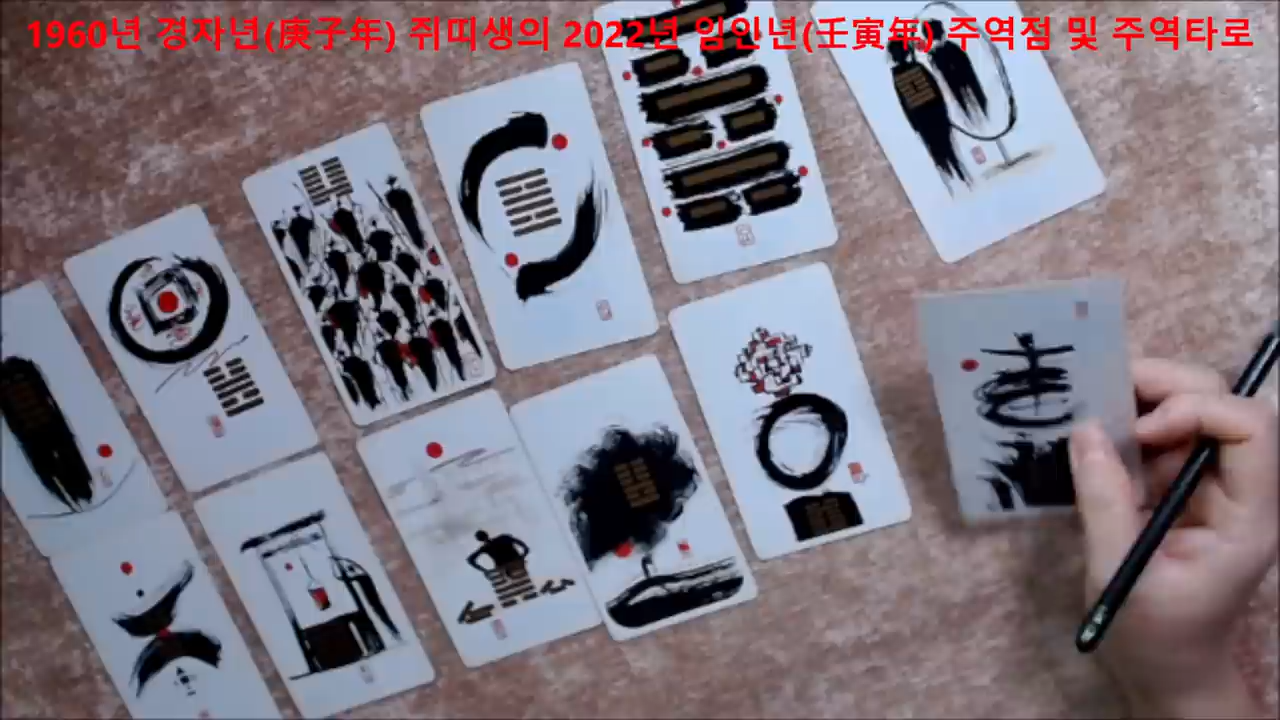 1960년 경자년(庚子年) 쥐띠생의 2022년 임인년(壬寅年) 주역점 및 주역타로